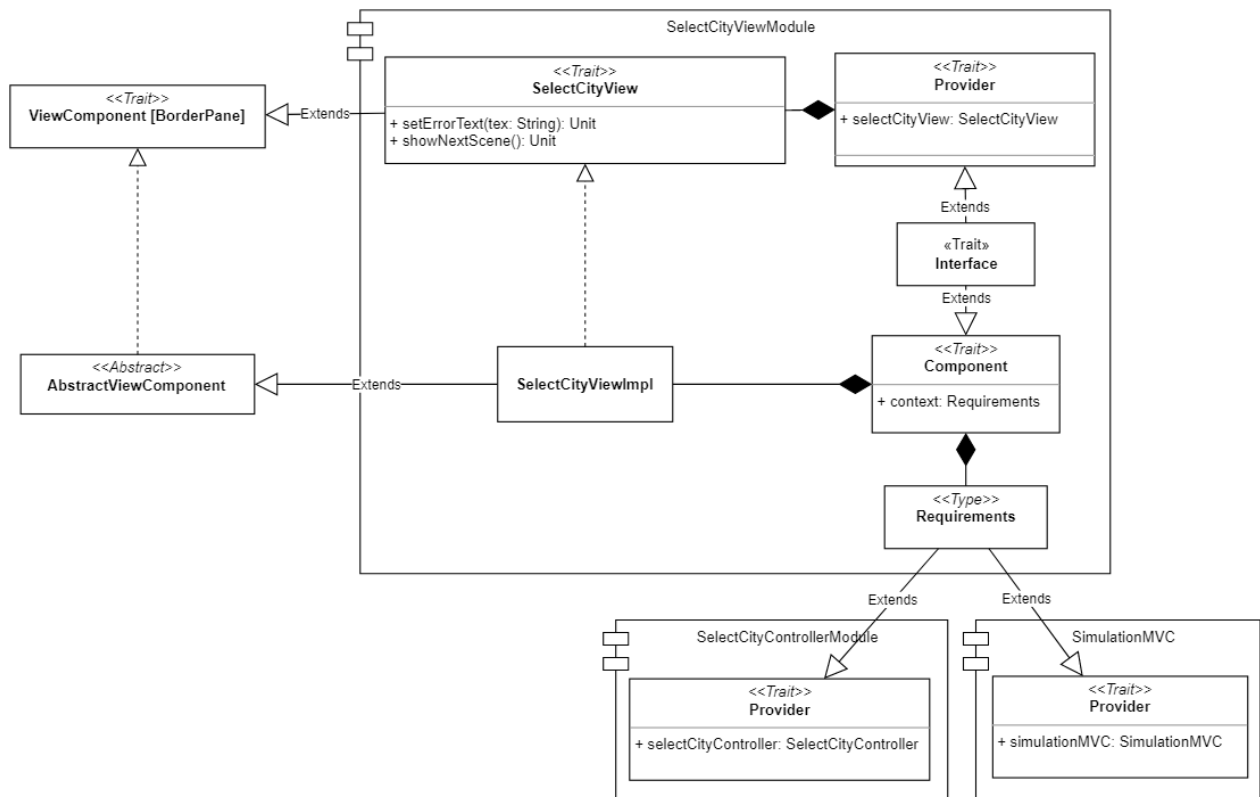 SelectCityViewModule
<<Trait>>
ViewComponent [BorderPane]
Extends
<<Trait>>
SelectCityView
+ setErrorText(tex: String): Unit
+ showNextScene(): Unit
<<Trait>>
Provider
+ selectCityView: SelectCityView
Extends
«Trait»
Interface
Extends
<<Abstract>>
AbstractViewComponent
Extends
SelectCityViewImpl
<<Trait>>
Component
+ context: Requirements
<<Type>>
Requirements
Extends
Extends
SelectCityControllerModule
<<Trait>>
Provider
+ selectCityController: SelectCityController
SimulationMVC
<<Trait>>
Provider
+ simulationMVC: SimulationMVC